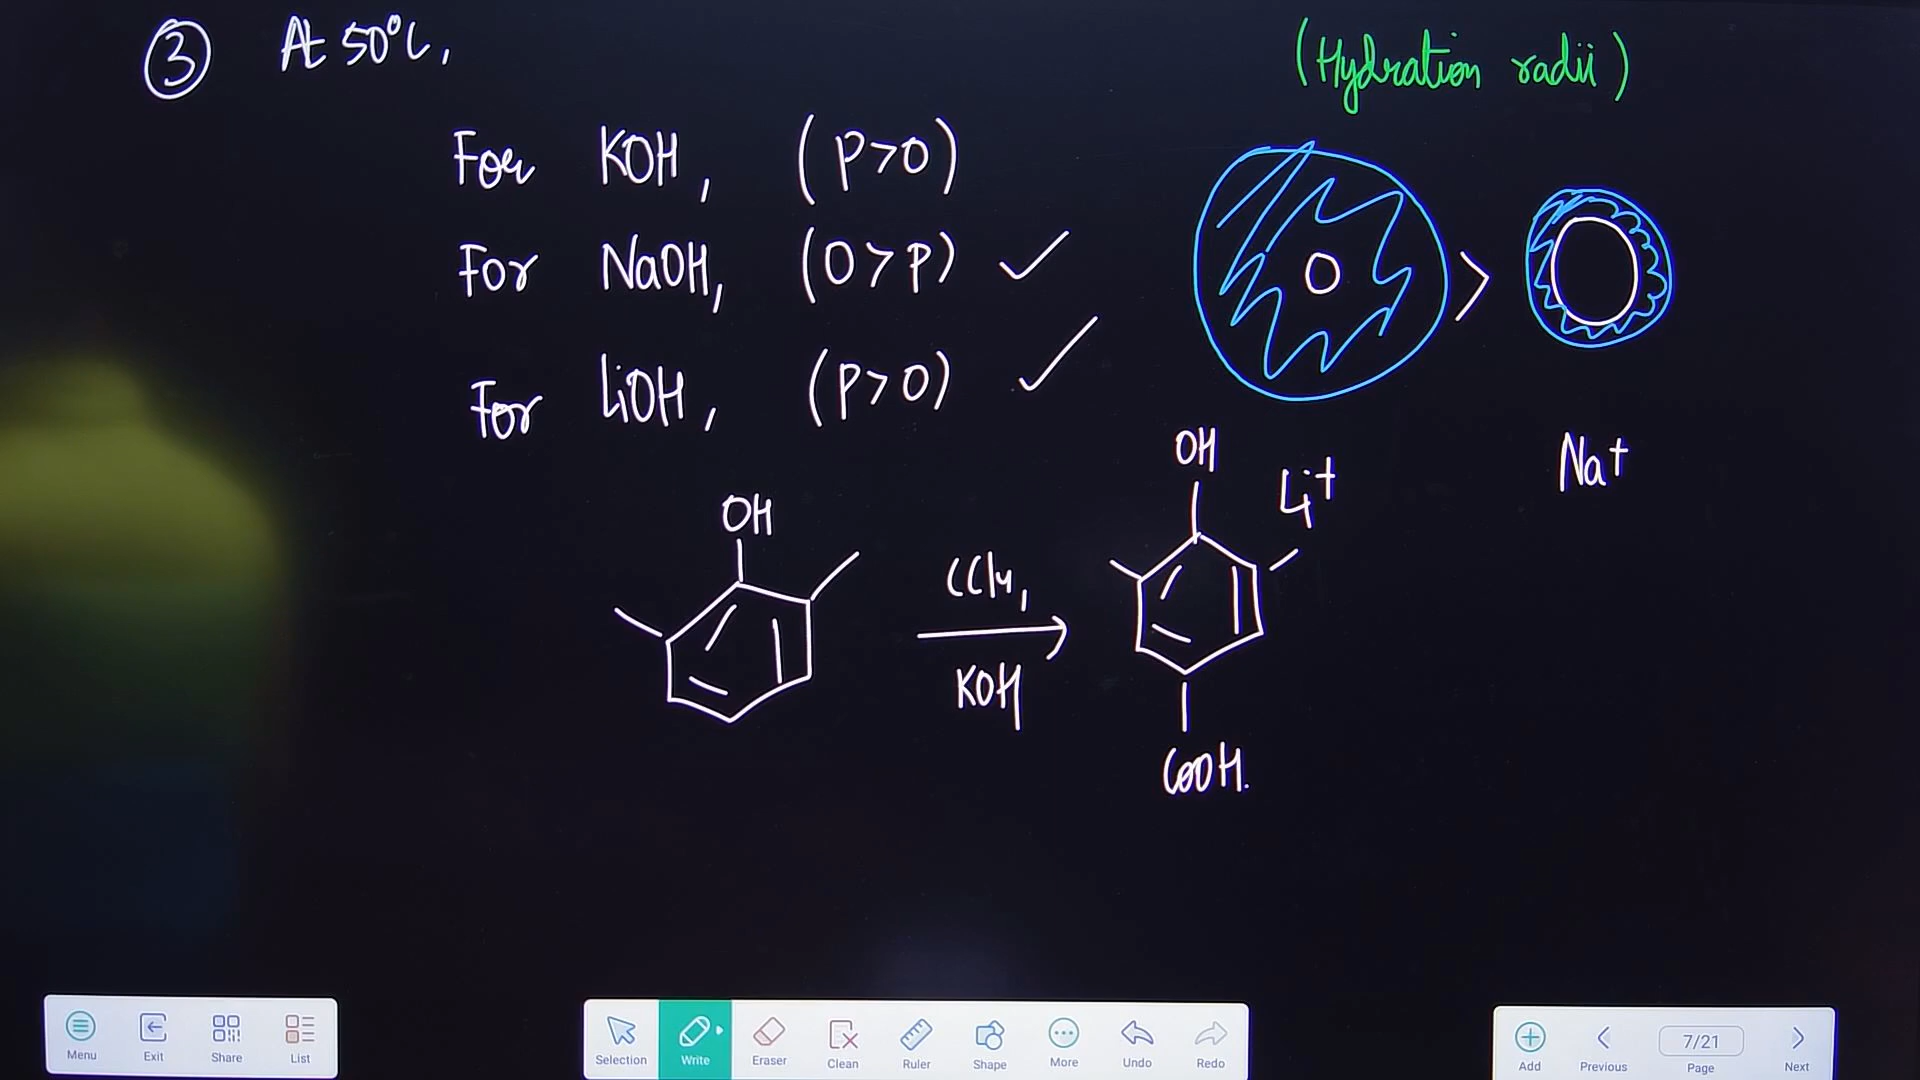 3 At 50°C,
(Hydration radii)
For KOH, (P>O)
For NaOH, (O>P) ✓
For LiOH, (P>O) ✓
>
Li+
Na+
OH
CCl4,
KOH
OH
COOH.
Menu
Exit
Share
List
Selection
Write
Eraser
Clean
Ruler
Shape
More
Undo
Redo
Add
Previous
7/21
Page
Next